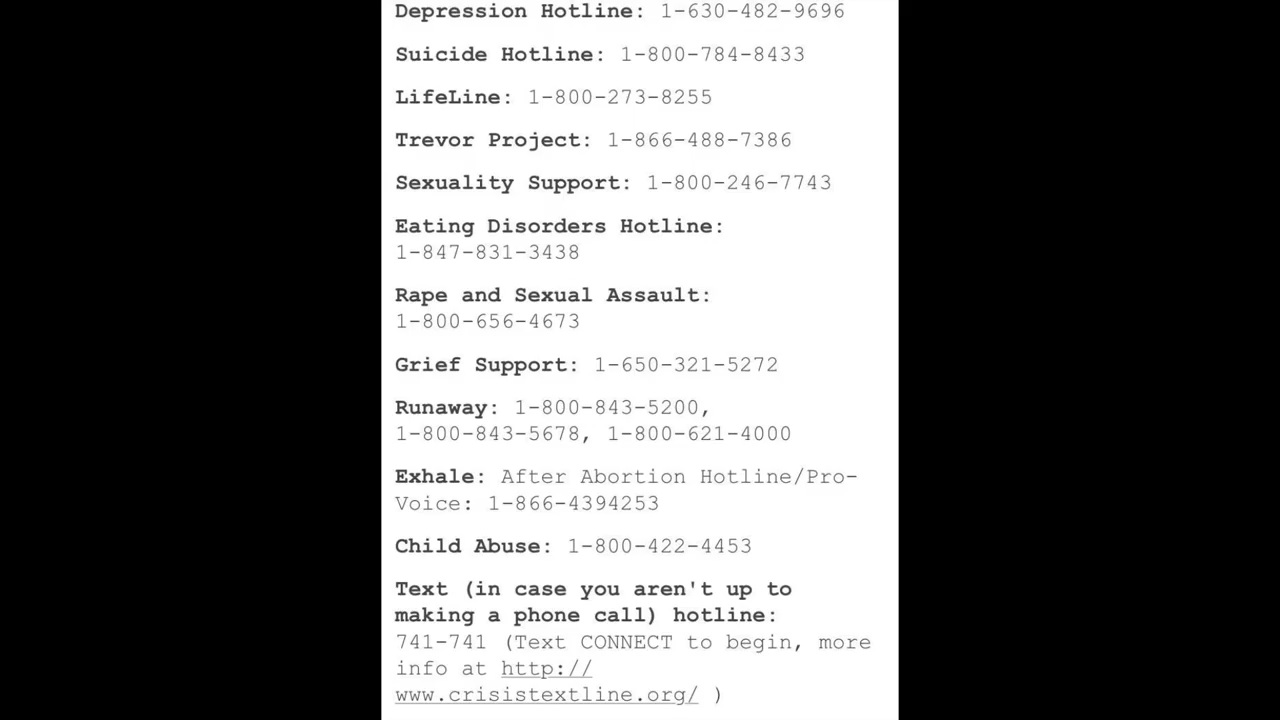 Depression Hotline: 1-630-482-9696
Suicide Hotline: 1-800-784-8433
LifeLine: 1-800-273-8255
Trevor Project: 1-866-488-7386
Sexuality Support: 1-800-246-7743
Eating Disorders Hotline:
1-847-831-3438
Rape and Sexual Assault:
1-800-656-4673
Grief Support: 1-650-321-5272
Runaway: 1-800-843-5200,
1-800-843-5678, 1-800-621-4000
Exhale: After Abortion Hotline/Pro-
Voice: 1-866-4394253
Child Abuse: 1-800-422-4453
Text (in case you aren't up to
making a phone call) hotline:
741-741 (Text CONNECT to begin, more
info at http://
www.crisistextline.org/ )